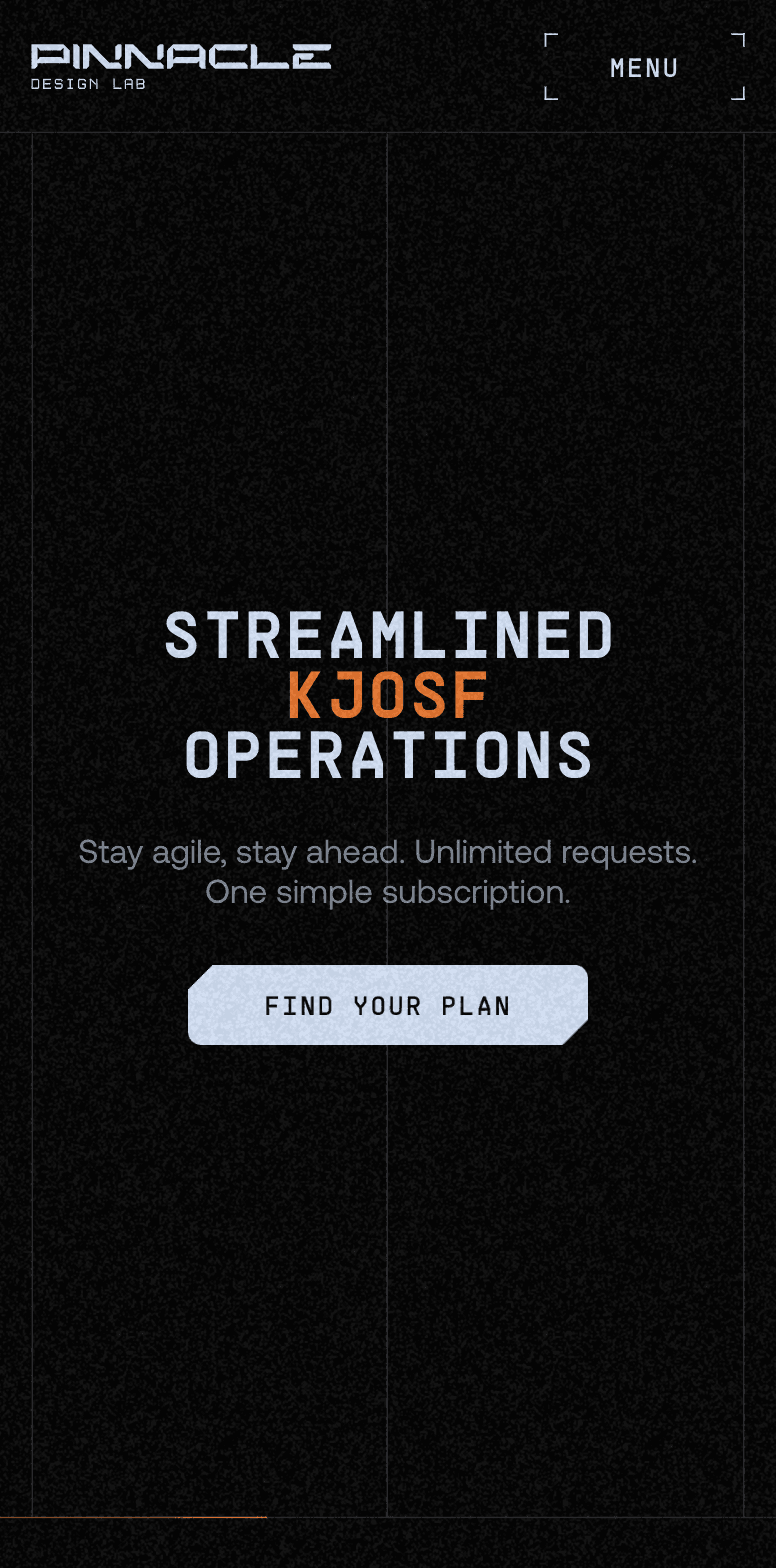 PINNACLE
DESIGN LAB
MENU
STREAMLINED
KJOSF
OPERATIONS
Stay agile, stay ahead. Unlimited requests.
One simple subscription.
FIND YOUR PLAN